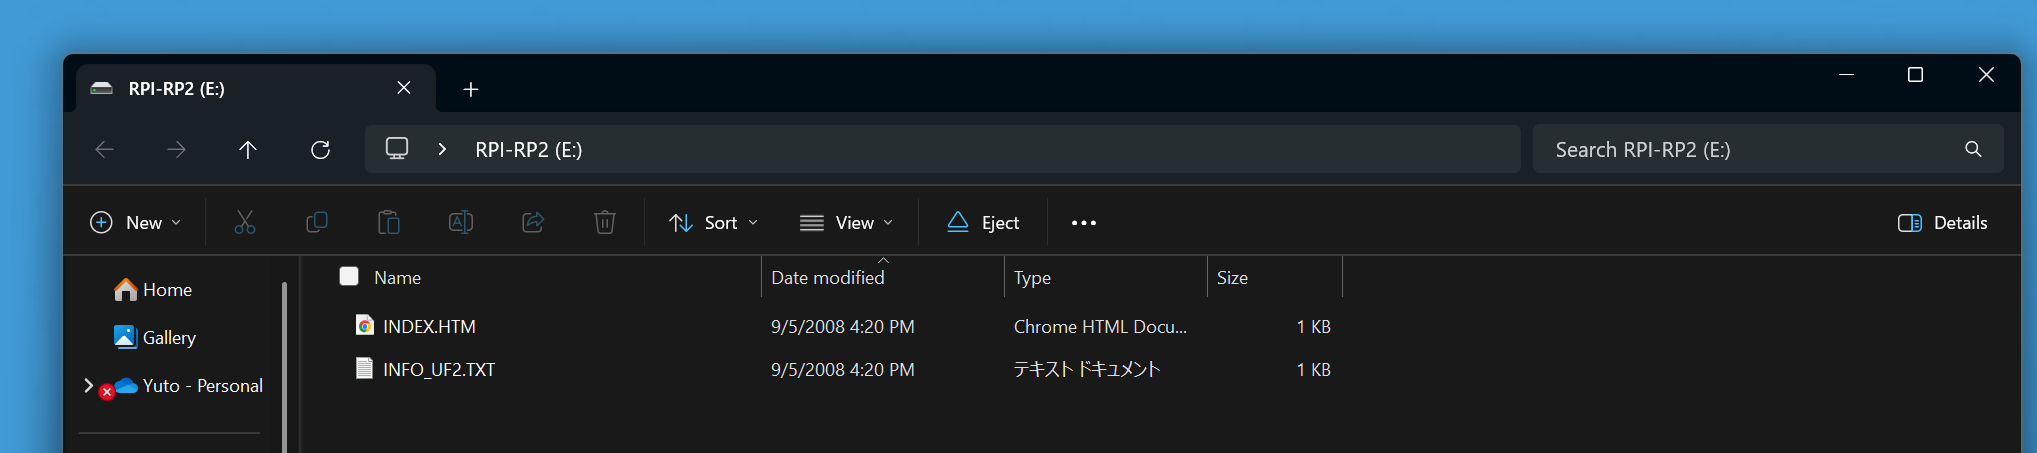 RPI-RP2 (E:)
RPI-RP2 (E:) Search RPI-RP2 (E:)
New Sort View Eject Details
Name Date modified Type Size
Home
Gallery
Yuto - Personal
INDEX.HTM 9/5/2008 4:20 PM Chrome HTML Docu... 1 KB
INFO_UF2.TXT 9/5/2008 4:20 PM テキスト ドキュメント 1 KB